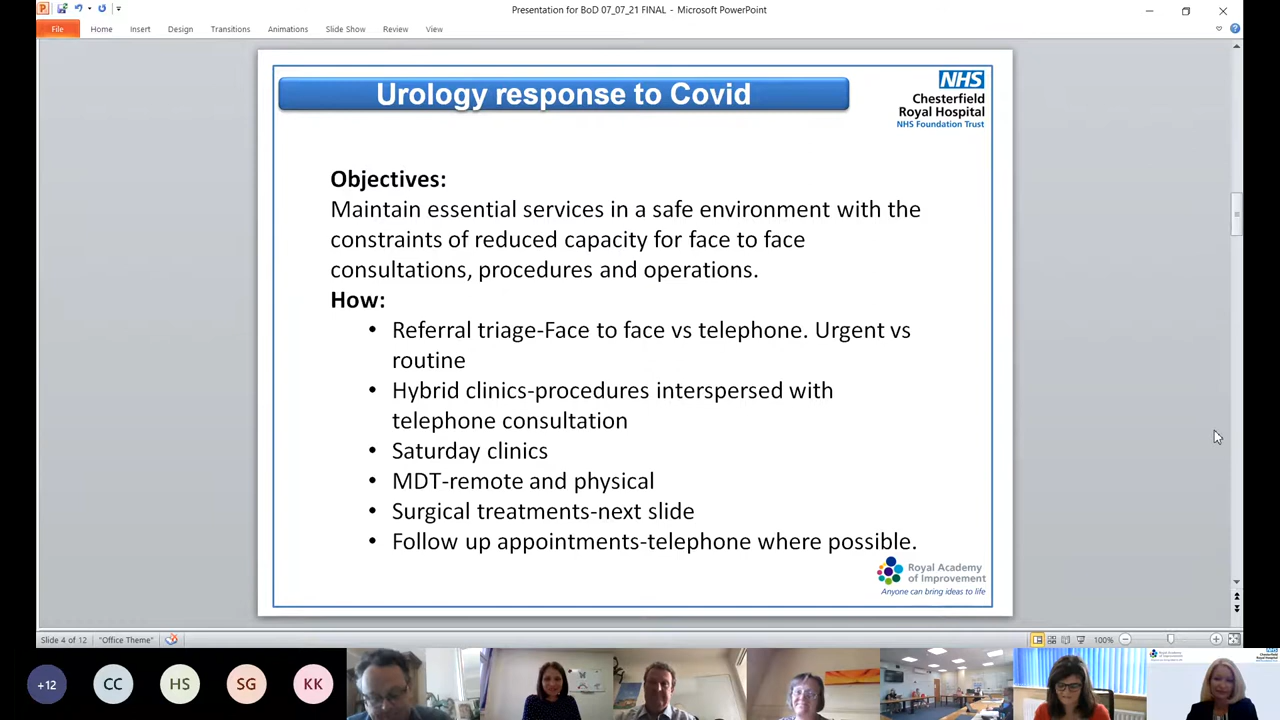 Presentation for BoD 07_07_21 FINAL - Microsoft PowerPoint
File Home Insert Design Transitions Animations Slide Show Review View
Urology response to Covid
NHS
Chesterfield
Royal Hospital
NHS Foundation Trust
Objectives:
Maintain essential services in a safe environment with the
constraints of reduced capacity for face to face
consultations, procedures and operations.
How:
• Referral triage-Face to face vs telephone. Urgent vs
routine
• Hybrid clinics-procedures interspersed with
telephone consultation
• Saturday clinics
• MDT-remote and physical
• Surgical treatments-next slide
• Follow up appointments-telephone where possible.
Royal Academy
of Improvement
Anyone can bring ideas to life
Slide 4 of 12 "Office Theme" 100%
+12 CC HS SG KK